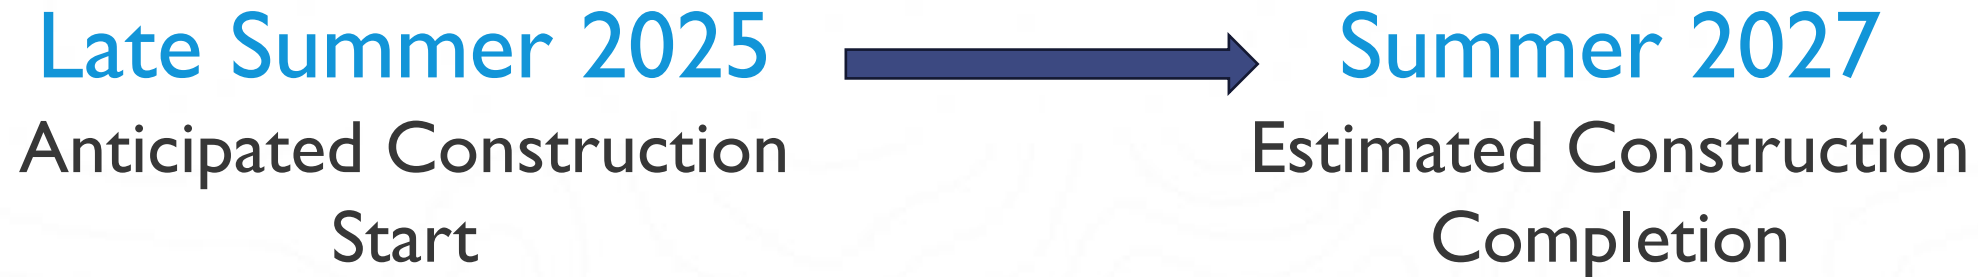 Late Summer 2025
Anticipated Construction
Start
Summer 2027
Estimated Construction
Completion